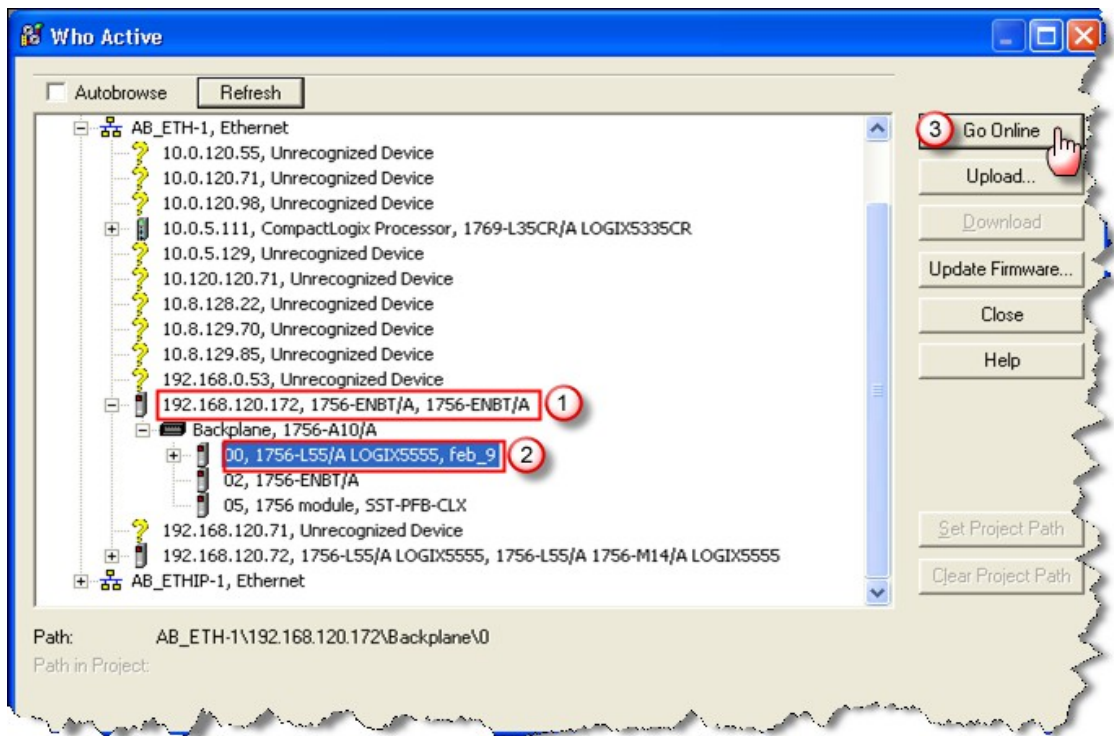 Who Active
Autobrowse Refresh
AB_ETH-1, Ethernet
10.0.120.55, Unrecognized Device
10.0.120.71, Unrecognized Device
10.0.120.98, Unrecognized Device
10.0.5.111, CompactLogix Processor, 1769-L35CR/A LOGIX5335CR
10.0.5.129, Unrecognized Device
10.120.120.71, Unrecognized Device
10.8.128.22, Unrecognized Device
10.8.129.70, Unrecognized Device
10.8.129.85, Unrecognized Device
192.168.0.53, Unrecognized Device
192.168.120.172, 1756-ENBT/A, 1756-ENBT/A 1
Backplane, 1756-A10/A
00, 1756-L55/A LOGIX5555, feb_9 2
02, 1756-ENBT/A
05, 1756 module, SST-PFB-CLX
192.168.120.71, Unrecognized Device
192.168.120.72, 1756-L55/A LOGIX5555, 1756-L55/A 1756-M14/A LOGIX5555
AB_ETHIP-1, Ethernet
3 Go Online
Upload...
Download
Update Firmware...
Close
Help
Set Project Path
Clear Project Path
Path: AB_ETH-1\192.168.120.172\Backplane\0
Path in Project: